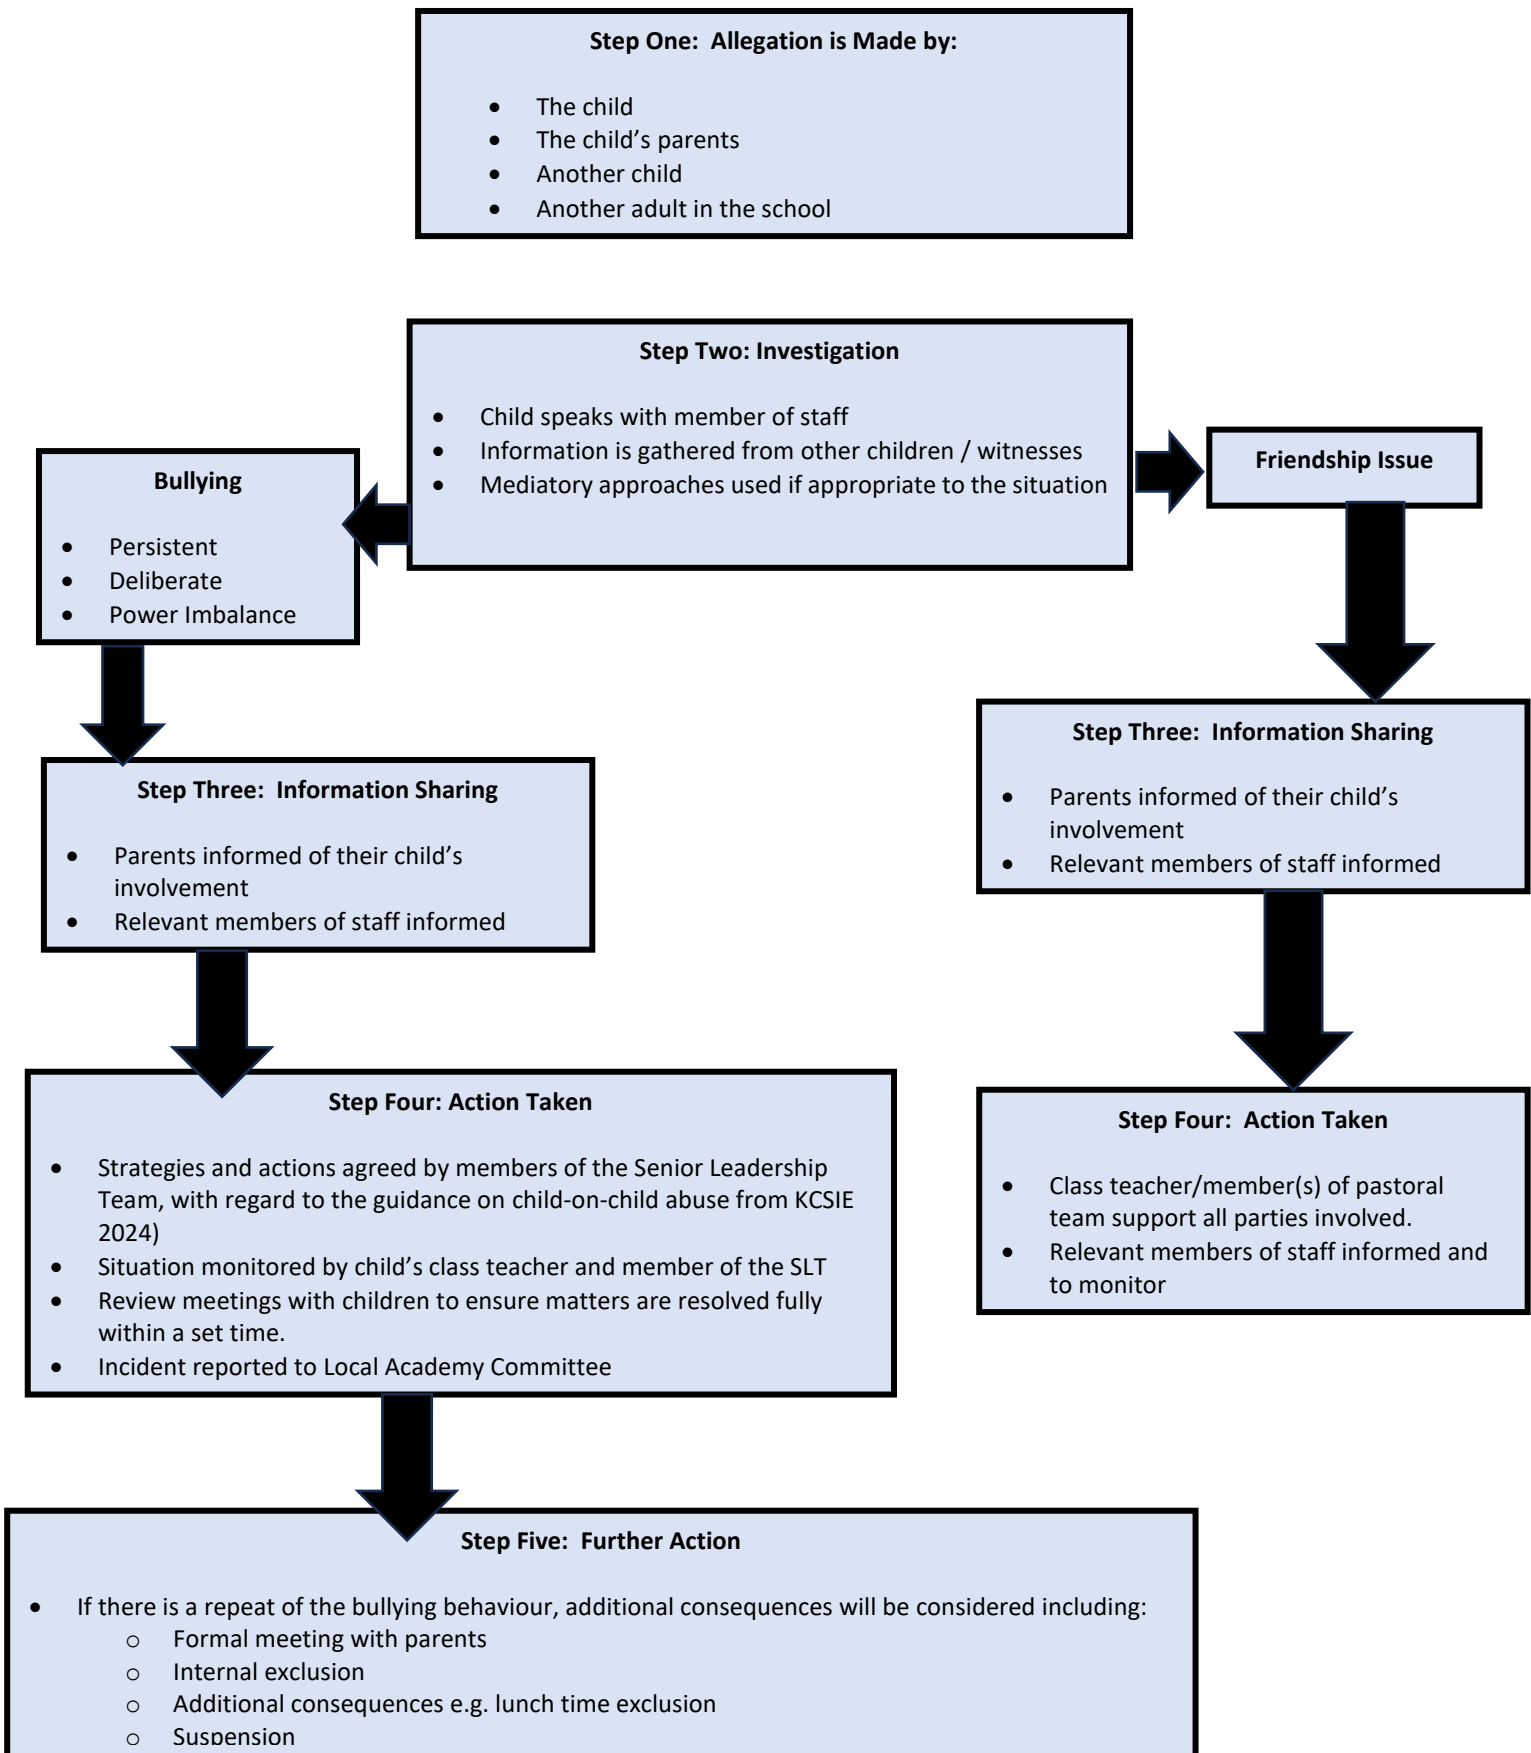 Step One: Allegation is Made by:
• The child
• The child’s parents
• Another child
• Another adult in the school
Step Two: Investigation
• Child speaks with member of staff
• Information is gathered from other children / witnesses
• Mediatory approaches used if appropriate to the situation
Bullying
• Persistent
• Deliberate
• Power Imbalance
Friendship Issue
Step Three: Information Sharing
• Parents informed of their child’s
involvement
• Relevant members of staff informed
Step Three: Information Sharing
• Parents informed of their child’s
involvement
• Relevant members of staff informed
Step Four: Action Taken
• Strategies and actions agreed by members of the Senior Leadership
Team, with regard to the guidance on child-on-child abuse from KCSIE
2024)
• Situation monitored by child’s class teacher and member of the SLT
• Review meetings with children to ensure matters are resolved fully
within a set time.
• Incident reported to Local Academy Committee
Step Four: Action Taken
• Class teacher/member(s) of pastoral
team support all parties involved.
• Relevant members of staff informed and
to monitor
Step Five: Further Action
• If there is a repeat of the bullying behaviour, additional consequences will be considered including:
o Formal meeting with parents
o Internal exclusion
o Additional consequences e.g. lunch time exclusion
o Suspension